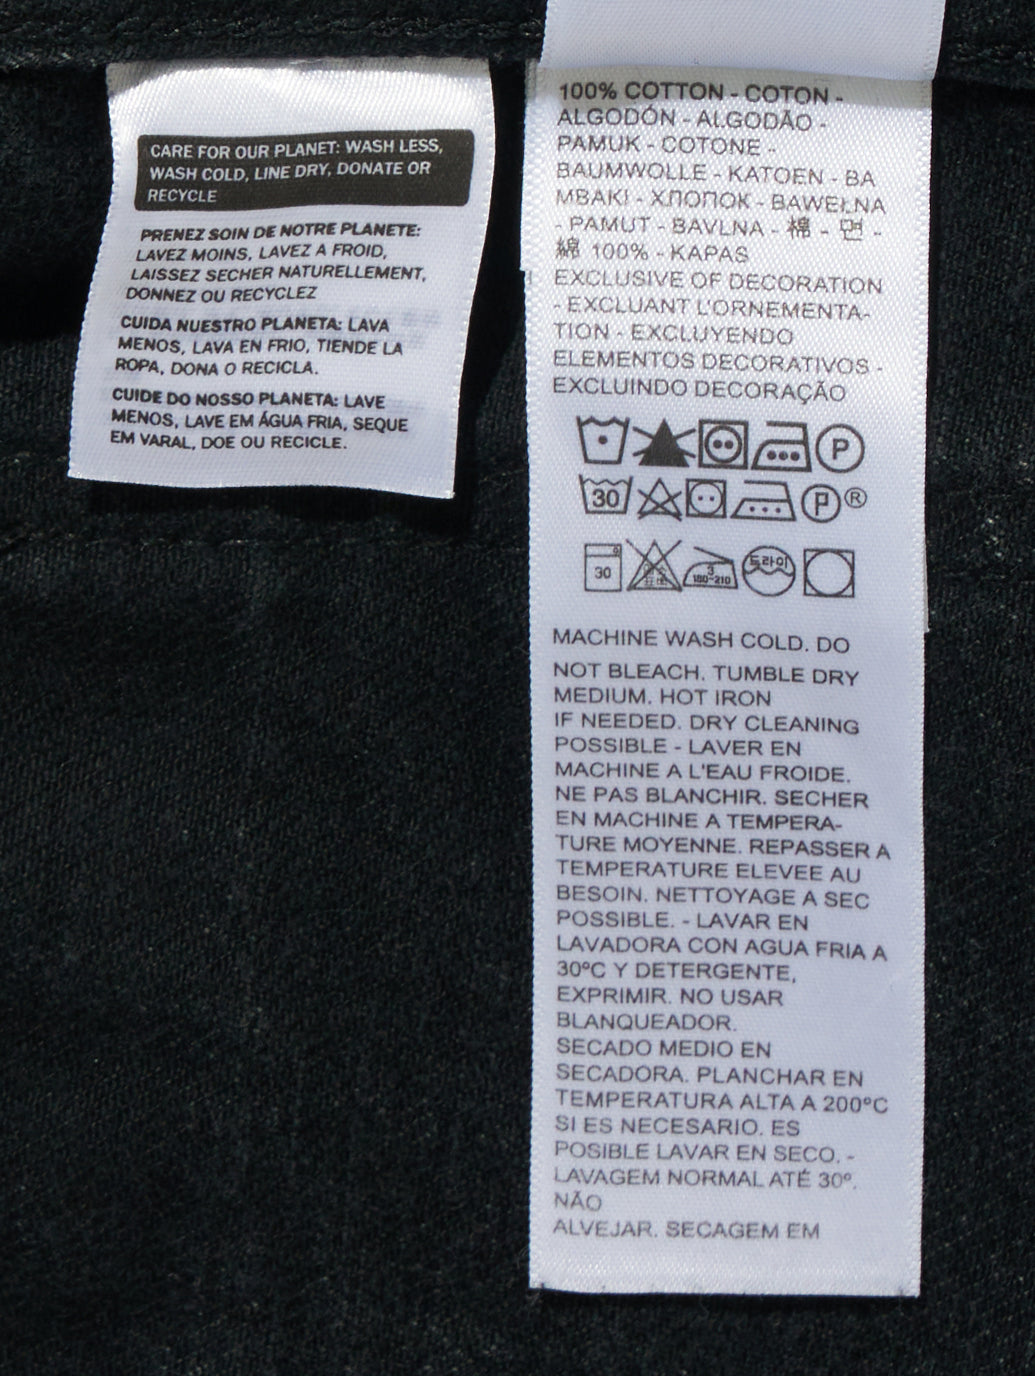 CARE FOR OUR PLANET: WASH LESS,
WASH COLD, LINE DRY, DONATE OR
RECYCLE
PRENEZ SOIN DE NOTRE PLANETE:
LAVEZ MOINS, LAVEZ A FROID,
LAISSEZ SECHER NATURELLEMENT,
DONNEZ OU RECYCLEZ
CUIDA NUESTRO PLANETA: LAVA
MENOS, LAVA EN FRIO, TIENDE LA
ROPA, DONA O RECICLA.
CUIDE DO NOSSO PLANETA: LAVE
MENOS, LAVE EM ÁGUA FRIA, SEQUE
EM VARAL, DOE OU RECICLE.
100% COTTON - COTON -
ALGODÓN - ALGODÃO -
PAMUK - COTONE -
BAUMWOLLE - KATOEN - BA
MBAKI - ХЛОПОК - BAWEŁNA
- PAMUT - BAVLNA - 棉 - 면 -
綿 100% - KAPAS
EXCLUSIVE OF DECORATION
- EXCLUANT L'ORNEMENTA-
TION - EXCLUYENDO
ELEMENTOS DECORATIVOS -
EXCLUINDO DECORAÇÃO
P
30 P ®
30 3 180-210 드라이
MACHINE WASH COLD. DO
NOT BLEACH. TUMBLE DRY
MEDIUM. HOT IRON
IF NEEDED. DRY CLEANING
POSSIBLE - LAVER EN
MACHINE A L'EAU FROIDE.
NE PAS BLANCHIR. SECHER
EN MACHINE A TEMPERA-
TURE MOYENNE. REPASSER A
TEMPERATURE ELEVEE AU
BESOIN. NETTOYAGE A SEC
POSSIBLE. - LAVAR EN
LAVADORA CON AGUA FRIA A
30°C Y DETERGENTE,
EXPRIMIR. NO USAR
BLANQUEADOR.
SECADO MEDIO EN
SECADORA. PLANCHAR EN
TEMPERATURA ALTA A 200°C
SI ES NECESARIO. ES
POSIBLE LAVAR EN SECO. -
LAVAGEM NORMAL ATÉ 30º.
NÃO
ALVEJAR. SECAGEM EM